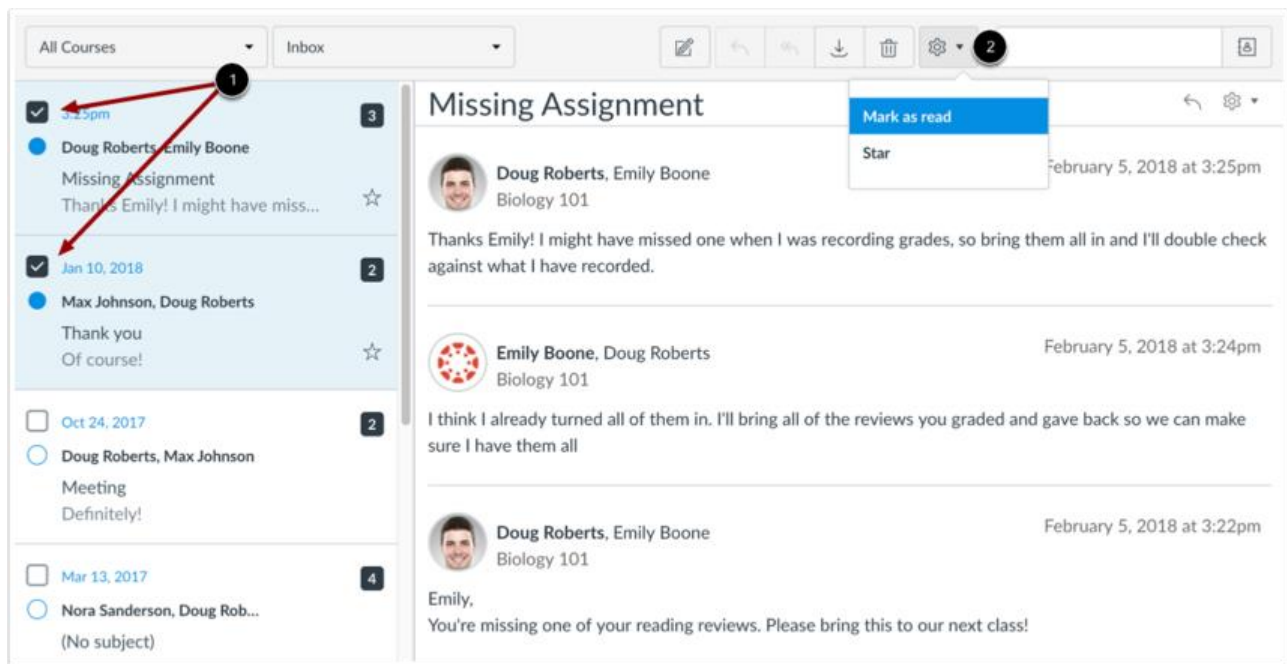 All Courses
Inbox
2
1
3:25pm
3
Doug Roberts, Emily Boone
Missing Assignment
Thanks Emily! I might have miss...
Jan 10, 2018
2
Max Johnson, Doug Roberts
Thank you
Of course!
Oct 24, 2017
2
Doug Roberts, Max Johnson
Meeting
Definitely!
Mar 13, 2017
4
Nora Sanderson, Doug Rob...
(No subject)
Mark as read
Star
Missing Assignment
Doug Roberts, Emily Boone
February 5, 2018 at 3:25pm
Biology 101
Thanks Emily! I might have missed one when I was recording grades, so bring them all in and I'll double check
against what I have recorded.
Emily Boone, Doug Roberts
February 5, 2018 at 3:24pm
Biology 101
I think I already turned all of them in. I'll bring all of the reviews you graded and gave back so we can make
sure I have them all
Doug Roberts, Emily Boone
February 5, 2018 at 3:22pm
Biology 101
Emily,
You're missing one of your reading reviews. Please bring this to our next class!